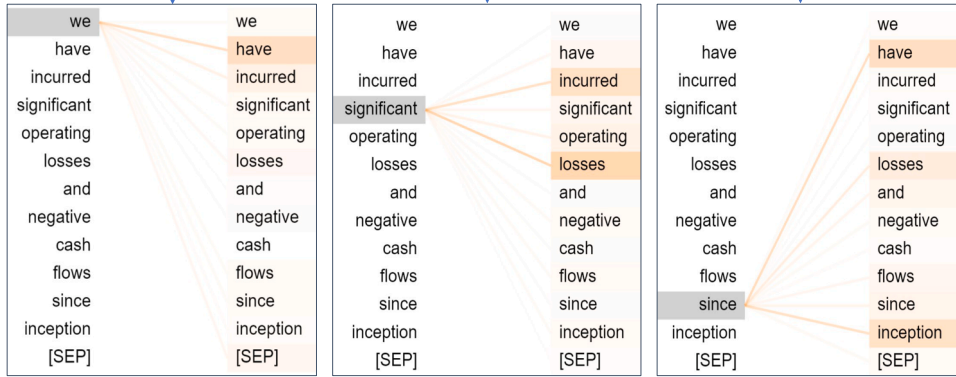 we we
have have
incurred incurred
significant significant
operating operating
losses losses
and and
negative negative
cash cash
flows flows
since since
inception inception
[SEP] [SEP]
we we
have have
incurred incurred
significant significant
operating operating
losses losses
and and
negative negative
cash cash
flows flows
since since
inception inception
[SEP] [SEP]
we we
have have
incurred incurred
significant significant
operating operating
losses losses
and and
negative negative
cash cash
flows flows
since since
inception inception
[SEP] [SEP]